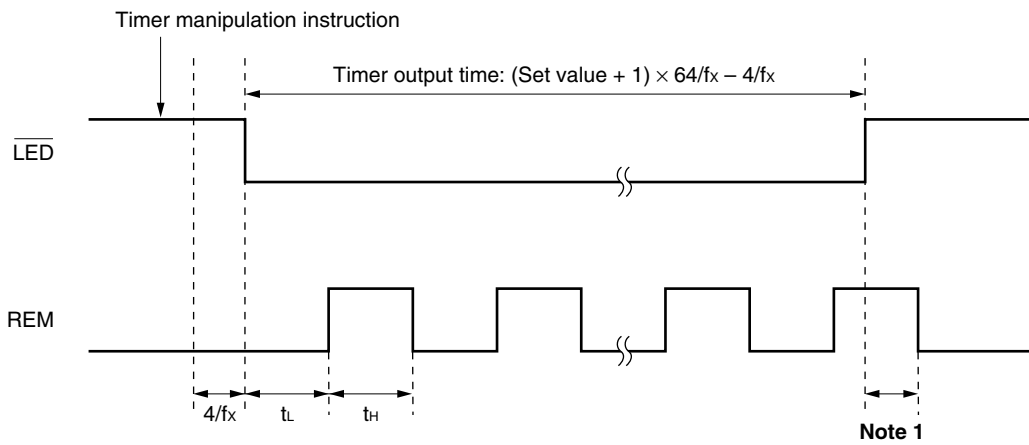 Timer manipulation instruction
Timer output time: (Set value + 1) × 64/fX – 4/fX
LED
REM
4/fX
tL
tH
Note 1